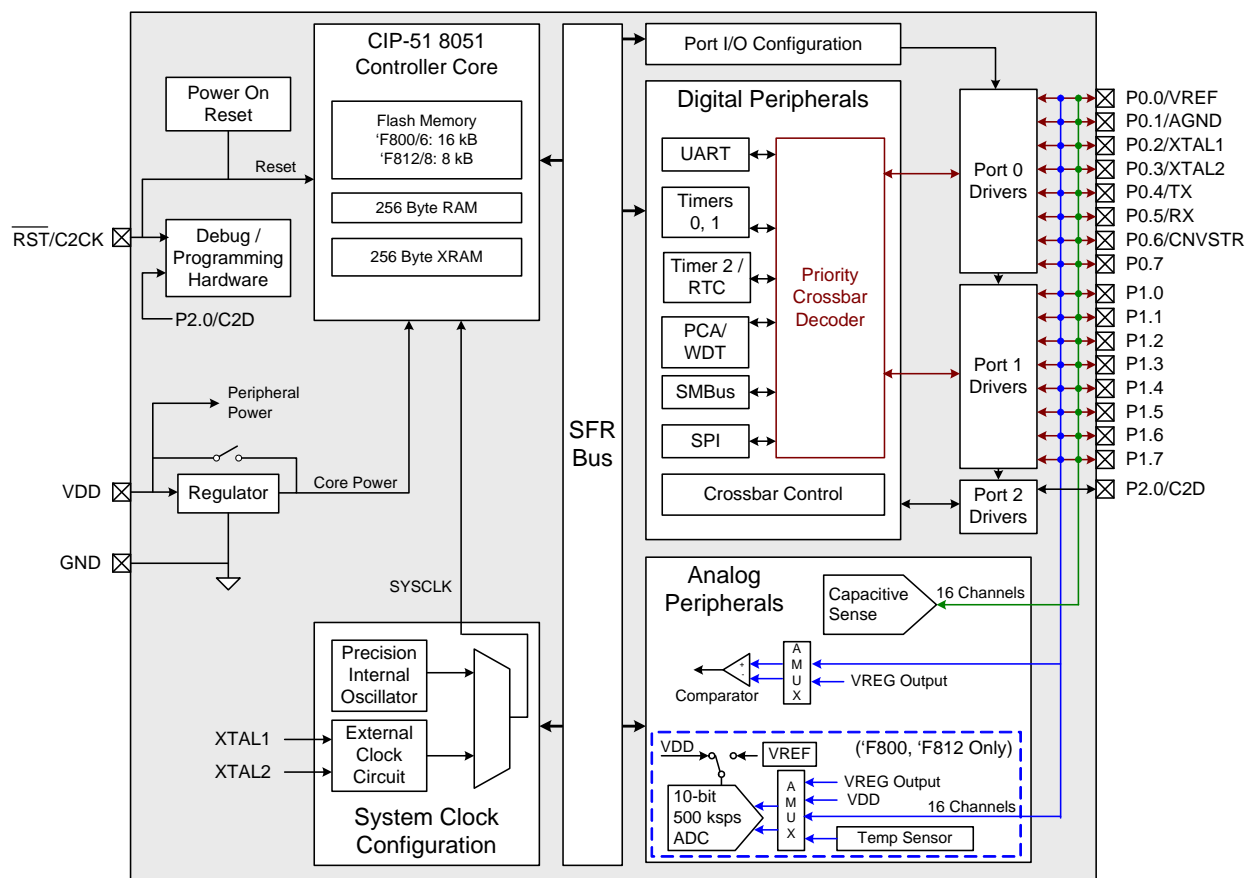 CIP-51 8051
Controller Core
Flash Memory
‘F800/6: 16 kB
‘F812/8: 8 kB
256 Byte RAM
256 Byte XRAM
Power On
Reset
Reset
RST/C2CK
Debug /
Programming
Hardware
P2.0/C2D
Peripheral
Power
VDD
Regulator
Core Power
GND
SYSCLK
Precision
Internal
Oscillator
XTAL1
XTAL2
External
Clock
Circuit
System Clock
Configuration
SFR
Bus
Port I/O Configuration
Digital Peripherals
UART
Timers
0, 1
Timer 2 /
RTC
PCA/
WDT
SMBus
SPI
Priority
Crossbar
Decoder
Crossbar Control
Port 0
Drivers
Port 1
Drivers
Port 2
Drivers
P0.0/VREF
P0.1/AGND
P0.2/XTAL1
P0.3/XTAL2
P0.4/TX
P0.5/RX
P0.6/CNVSTR
P0.7
P1.0
P1.1
P1.2
P1.3
P1.4
P1.5
P1.6
P1.7
P2.0/C2D
Analog
Peripherals
Capacitive
Sense
16 Channels
+
-
Comparator
A
M
U
X
VREG Output
(‘F800, ‘F812 Only)
VDD
VREF
10-bit
500 ksps
ADC
A
M
U
X
VREG Output
VDD
16 Channels
Temp Sensor